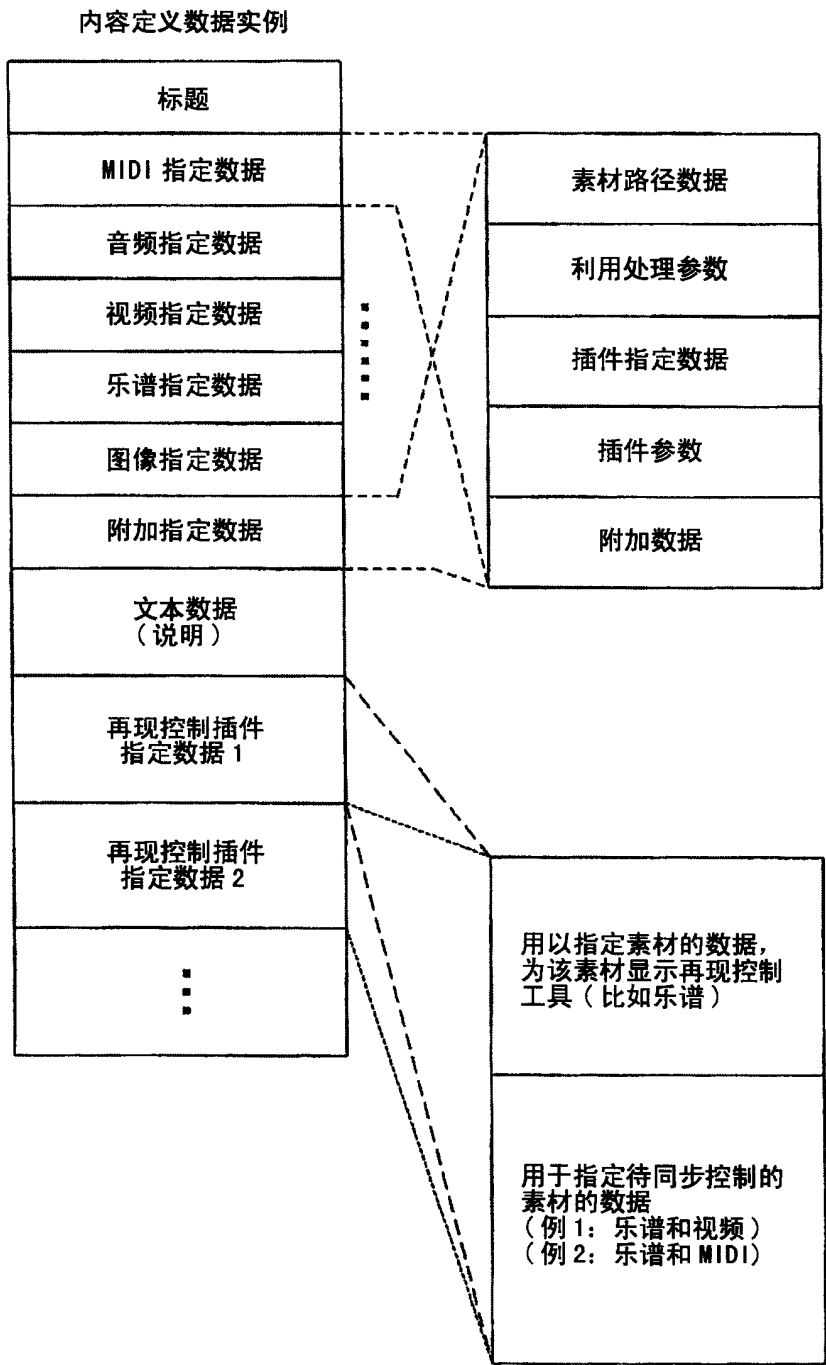 内容定义数据实例
标题
MIDI 指定数据
音频指定数据
视频指定数据
乐谱指定数据
图像指定数据
附加指定数据
文本数据
（说明）
再现控制插件
指定数据 1
再现控制插件
指定数据 2
素材路径数据
利用处理参数
插件指定数据
插件参数
附加数据
用以指定素材的数据，
为该素材显示再现控制
工具（比如乐谱）
用于指定待同步控制的
素材的数据
（例 1：乐谱和视频）
（例 2：乐谱和 MIDI）